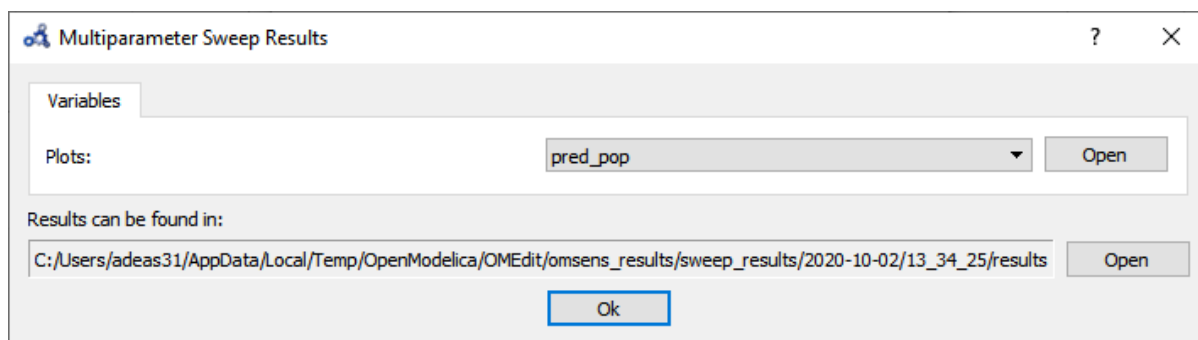 Multiparameter Sweep Results ?
Variables
Plots: pred_pop Open
Results can be found in:
C:/Users/adeas31/AppData/Local/Temp/OpenModelica/OMEdit/omsens_results/sweep_results/2020-10-02/13_34_25/results Open
Ok